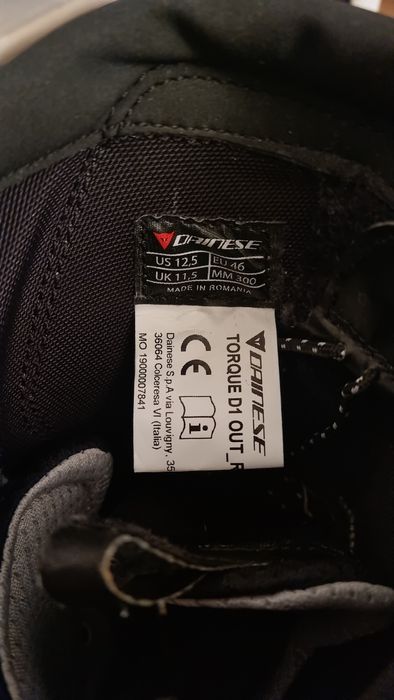 DAINESE
US 12,5 EU 46
UK 11,5 MM 300
MADE IN ROMANIA
DAINESE
TORQUE D1 OUT_R
CE
i
Dainese S.p.A via Louvigny, 35
36064 Colceresa VI (Italia)
MO 19000007841